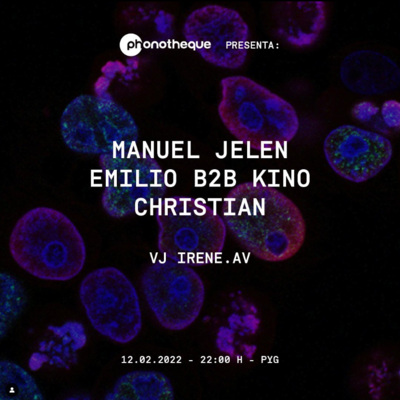 phonotheque PRESENTA:
MANUEL JELEN
EMILIO B2B KINO
CHRISTIAN
VJ IRENE.AV
12.02.2022 - 22:00 H - PYG